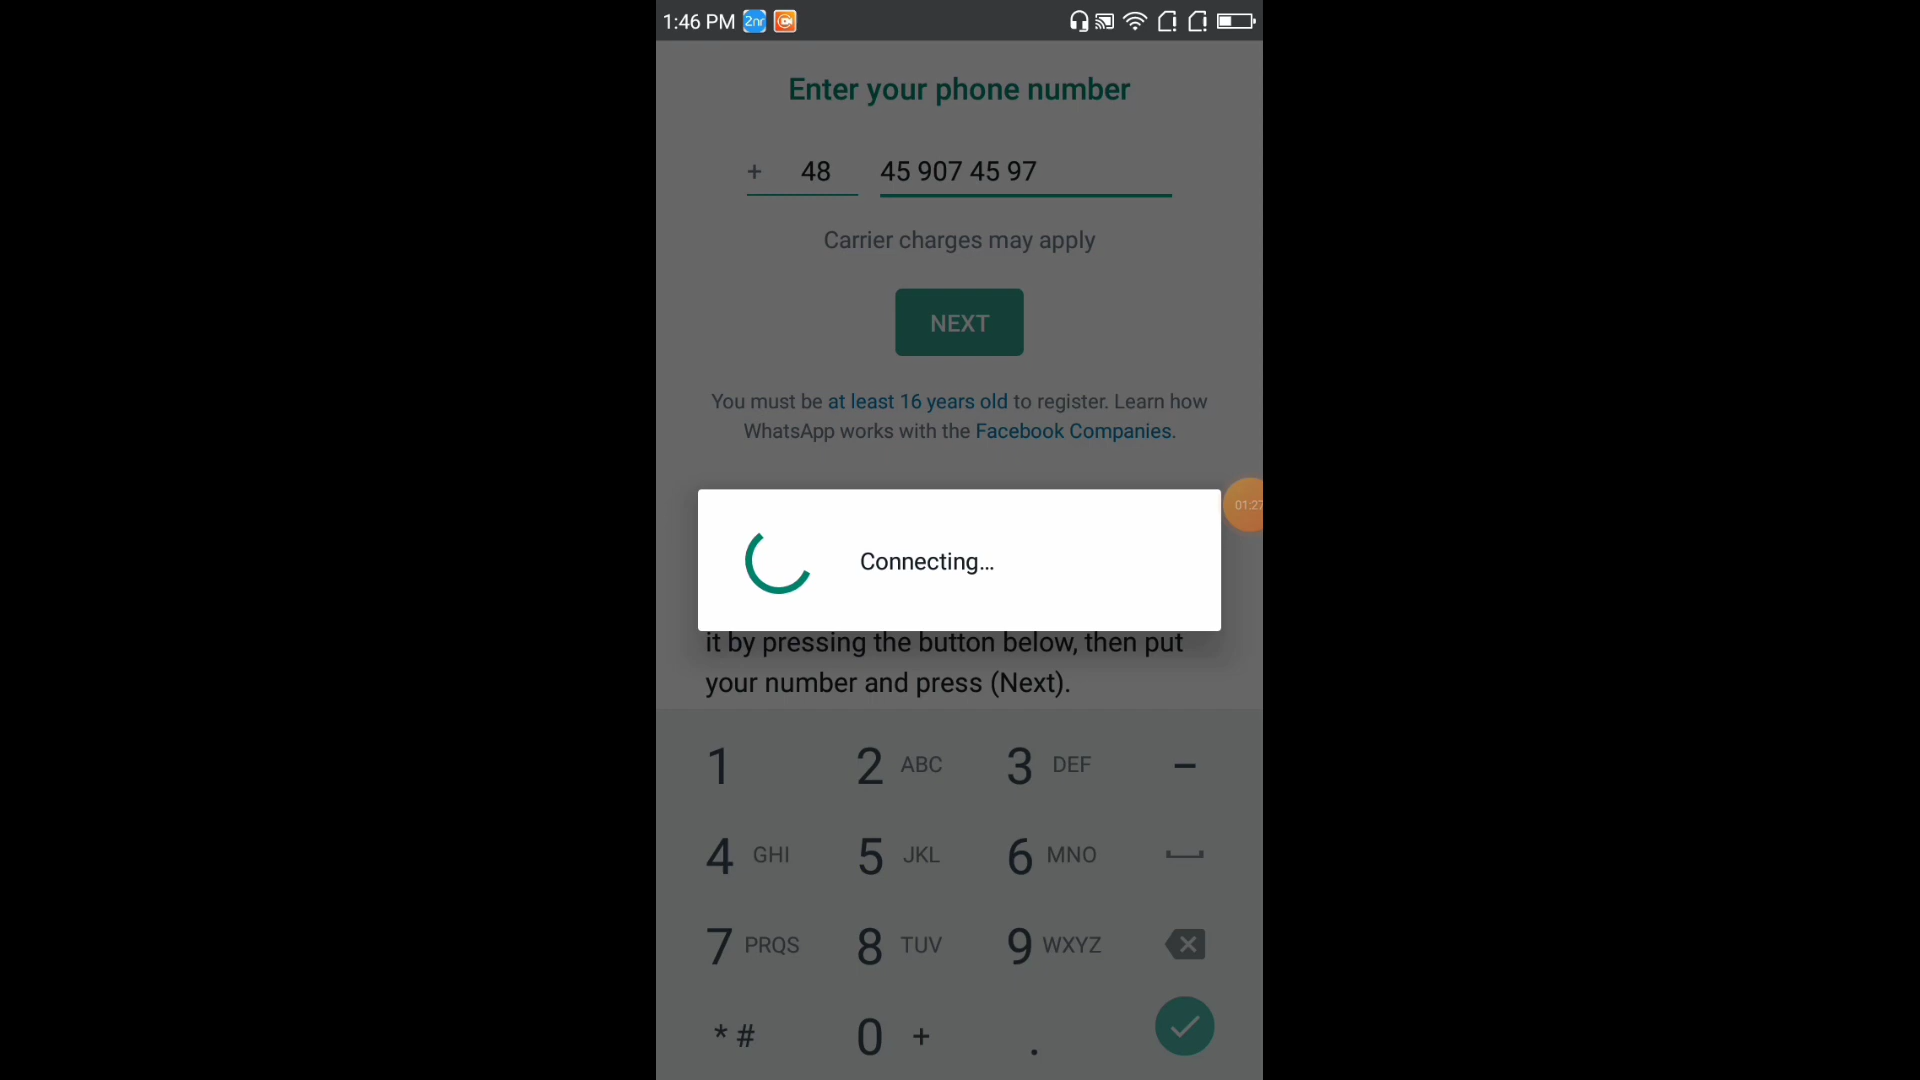 1:46 PM 2nr
Enter your phone number
+ 48 45 907 45 97
Carrier charges may apply
NEXT
You must be at least 16 years old to register. Learn how
WhatsApp works with the Facebook Companies.
01:27
Connecting...
it by pressing the button below, then put
your number and press (Next).
1 2 ABC 3 DEF –
4 GHI 5 JKL 6 MNO
7 PRQS 8 TUV 9 WXYZ
* # 0 + .